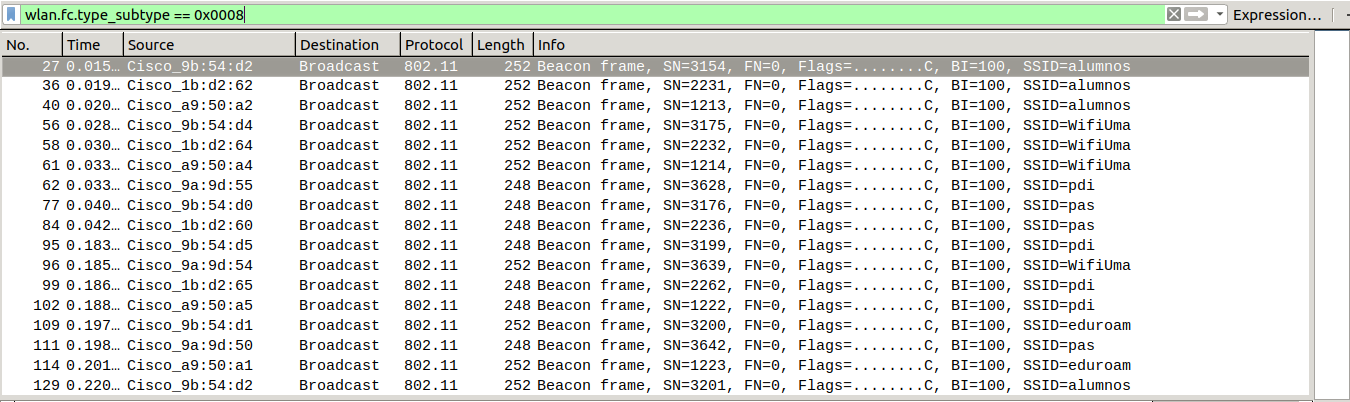 wlan.fc.type_subtype == 0x0008 Expression…
No. Time Source Destination Protocol Length Info
27 0.015… Cisco_9b:54:d2 Broadcast 802.11 252 Beacon frame, SN=3154, FN=0, Flags=........C, BI=100, SSID=alumnos
36 0.019… Cisco_1b:d2:62 Broadcast 802.11 252 Beacon frame, SN=2231, FN=0, Flags=........C, BI=100, SSID=alumnos
40 0.020… Cisco_a9:50:a2 Broadcast 802.11 252 Beacon frame, SN=1213, FN=0, Flags=........C, BI=100, SSID=alumnos
56 0.028… Cisco_9b:54:d4 Broadcast 802.11 252 Beacon frame, SN=3175, FN=0, Flags=........C, BI=100, SSID=WifiUma
58 0.030… Cisco_1b:d2:64 Broadcast 802.11 252 Beacon frame, SN=2232, FN=0, Flags=........C, BI=100, SSID=WifiUma
61 0.033… Cisco_a9:50:a4 Broadcast 802.11 252 Beacon frame, SN=1214, FN=0, Flags=........C, BI=100, SSID=WifiUma
62 0.033… Cisco_9a:9d:55 Broadcast 802.11 248 Beacon frame, SN=3628, FN=0, Flags=........C, BI=100, SSID=pdi
77 0.040… Cisco_9b:54:d0 Broadcast 802.11 248 Beacon frame, SN=3176, FN=0, Flags=........C, BI=100, SSID=pas
84 0.042… Cisco_1b:d2:60 Broadcast 802.11 248 Beacon frame, SN=2236, FN=0, Flags=........C, BI=100, SSID=pas
95 0.183… Cisco_9b:54:d5 Broadcast 802.11 248 Beacon frame, SN=3199, FN=0, Flags=........C, BI=100, SSID=pdi
96 0.185… Cisco_9a:9d:54 Broadcast 802.11 252 Beacon frame, SN=3639, FN=0, Flags=........C, BI=100, SSID=WifiUma
99 0.186… Cisco_1b:d2:65 Broadcast 802.11 248 Beacon frame, SN=2262, FN=0, Flags=........C, BI=100, SSID=pdi
102 0.188… Cisco_a9:50:a5 Broadcast 802.11 248 Beacon frame, SN=1222, FN=0, Flags=........C, BI=100, SSID=pdi
109 0.197… Cisco_9b:54:d1 Broadcast 802.11 252 Beacon frame, SN=3200, FN=0, Flags=........C, BI=100, SSID=eduroam
111 0.198… Cisco_9a:9d:50 Broadcast 802.11 248 Beacon frame, SN=3642, FN=0, Flags=........C, BI=100, SSID=pas
114 0.201… Cisco_a9:50:a1 Broadcast 802.11 252 Beacon frame, SN=1223, FN=0, Flags=........C, BI=100, SSID=eduroam
129 0.220… Cisco_9b:54:d2 Broadcast 802.11 252 Beacon frame, SN=3201, FN=0, Flags=........C, BI=100, SSID=alumnos